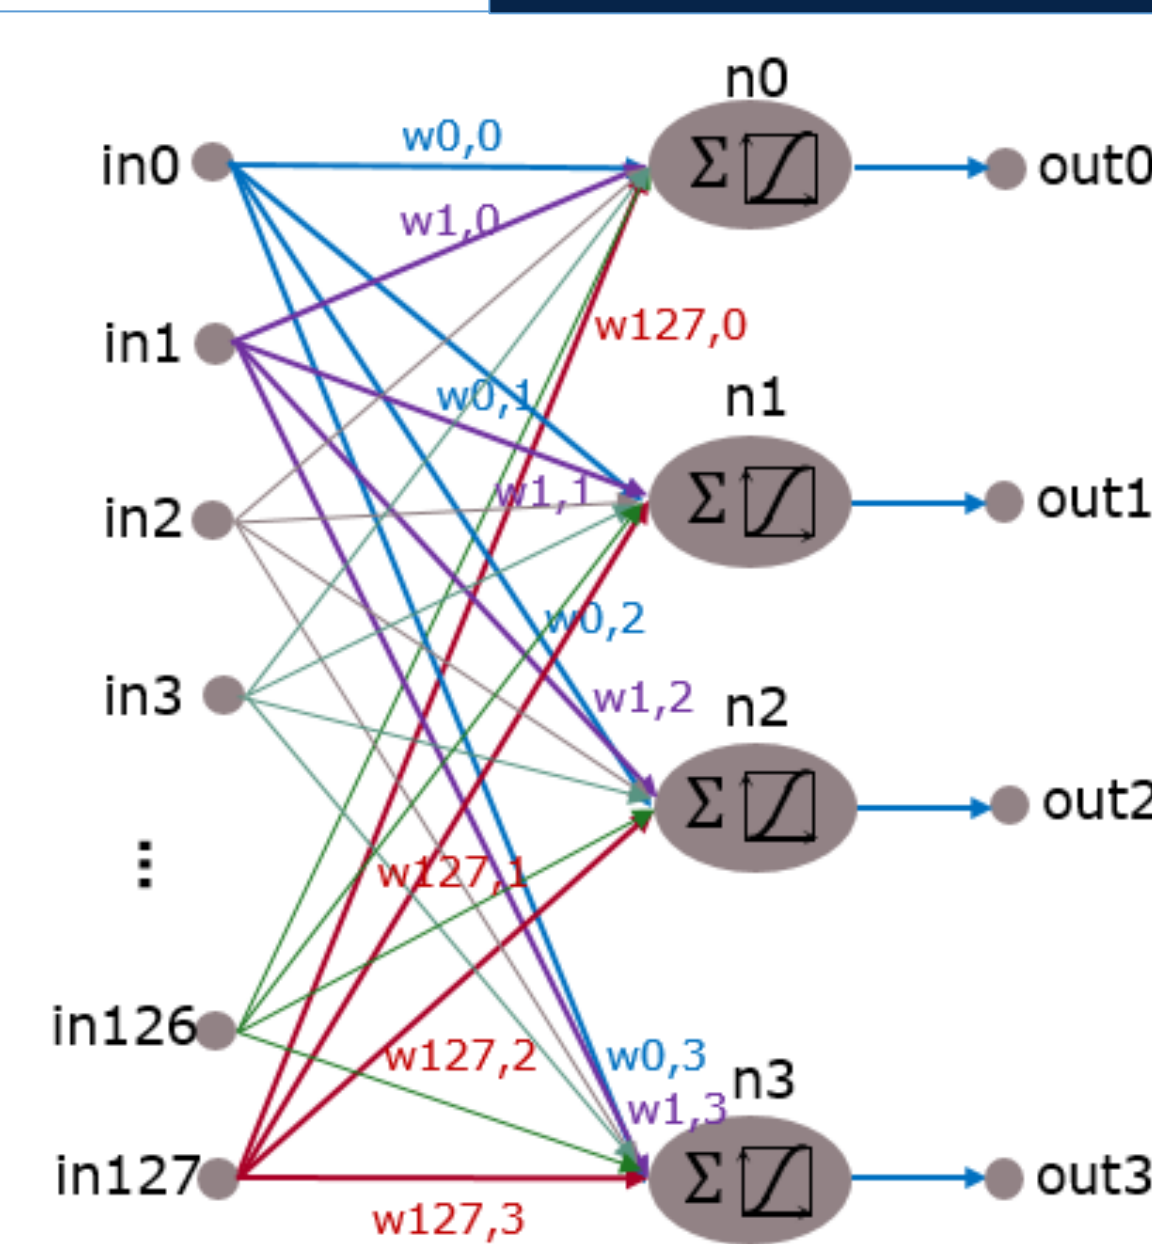 n0
w0,0
in0
Σ
out0
w1,0
in1
w127,0
n1
w0,1
w1,1
in2
Σ
out1
w0,2
w1,2
in3
n2
Σ
out2
⋮
w127,1
in126
w127,2
w0,3
n3
w1,3
in127
Σ
out3
w127,3